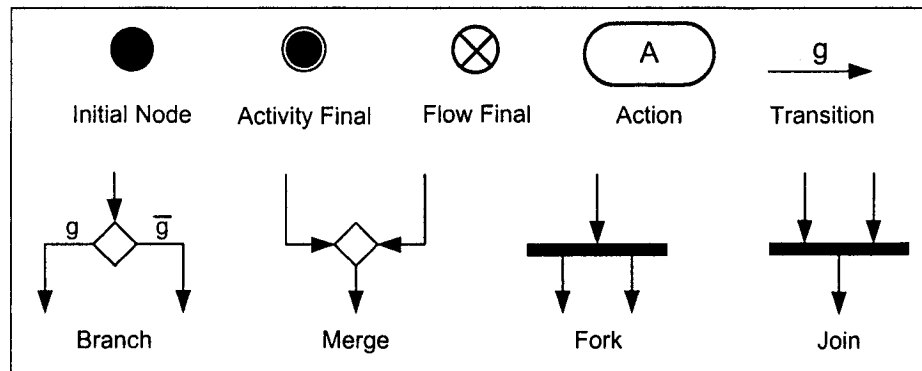 A
g
Initial Node
Activity Final
Flow Final
Action
Transition
g
g̅
Branch
Merge
Fork
Join